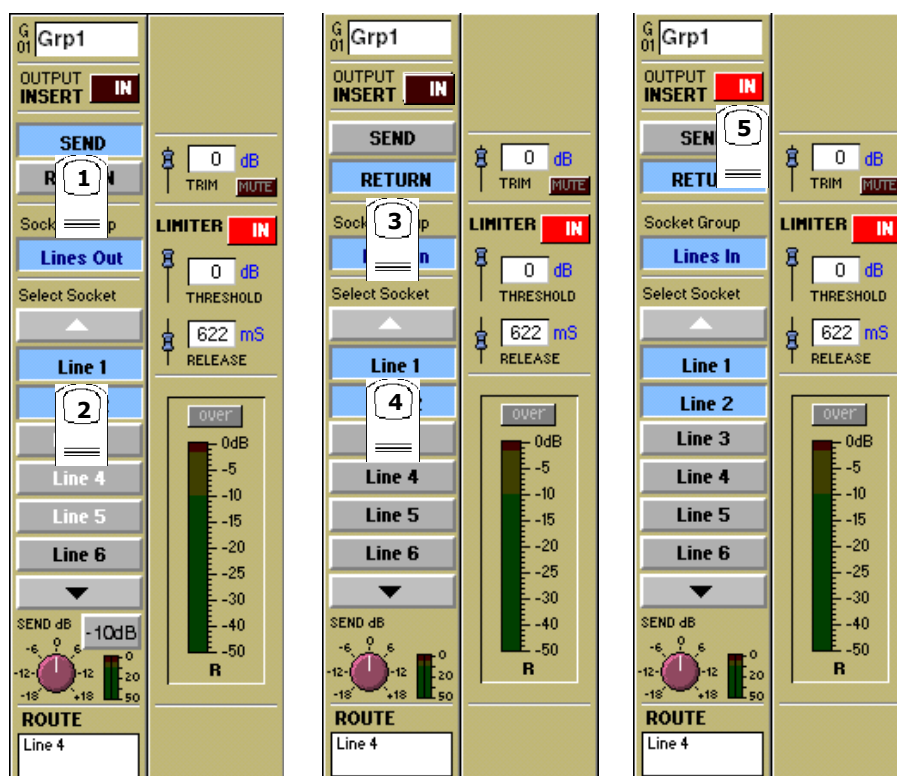 G 01 Grp1
OUTPUT INSERT IN
SEND
1
Lines Out
Select Socket
Line 1
2
Line 4
Line 5
Line 6
SEND dB
-10dB
-6 0 6
-12 -12
-18 +18
0
20
50
ROUTE
Line 4
0 dB
TRIM MUTE
LIMITER IN
0 dB
THRESHOLD
622 mS
RELEASE
over
0dB
-5
-10
-15
-20
-25
-30
-40
-50
R
G 01 Grp1
OUTPUT INSERT IN
SEND
RETURN
3
Select Socket
Line 1
4
Line 4
Line 5
Line 6
SEND dB
-6 0 6
-12 -12
-18 +18
0
20
50
ROUTE
Line 4
0 dB
TRIM MUTE
LIMITER IN
0 dB
THRESHOLD
622 mS
RELEASE
over
0dB
-5
-10
-15
-20
-25
-30
-40
-50
R
G 01 Grp1
OUTPUT INSERT IN
5
Socket Group
Lines In
Select Socket
Line 1
Line 2
Line 3
Line 4
Line 5
Line 6
SEND dB
-6 0 6
-12 -12
-18 +18
0
20
50
ROUTE
Line 4
0 dB
TRIM MUTE
LIMITER IN
0 dB
THRESHOLD
622 mS
RELEASE
over
0dB
-5
-10
-15
-20
-25
-30
-40
-50
R